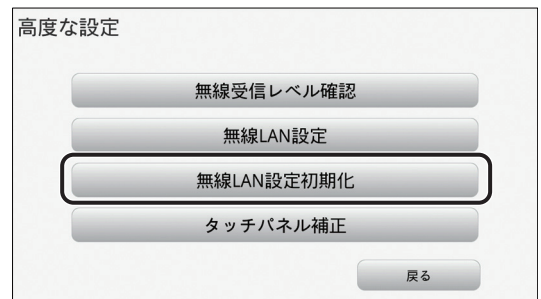 高度な設定
無線受信レベル確認
無線LAN設定
無線LAN設定初期化
タッチパネル補正
戻る